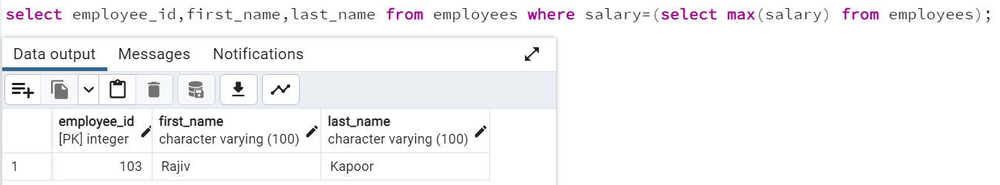 select employee_id,first_name,last_name from employees where salary=(select max(salary) from employees);
Data output Messages Notifications
employee_id first_name last_name
[PK] integer character varying (100) character varying (100)
1 103 Rajiv Kapoor